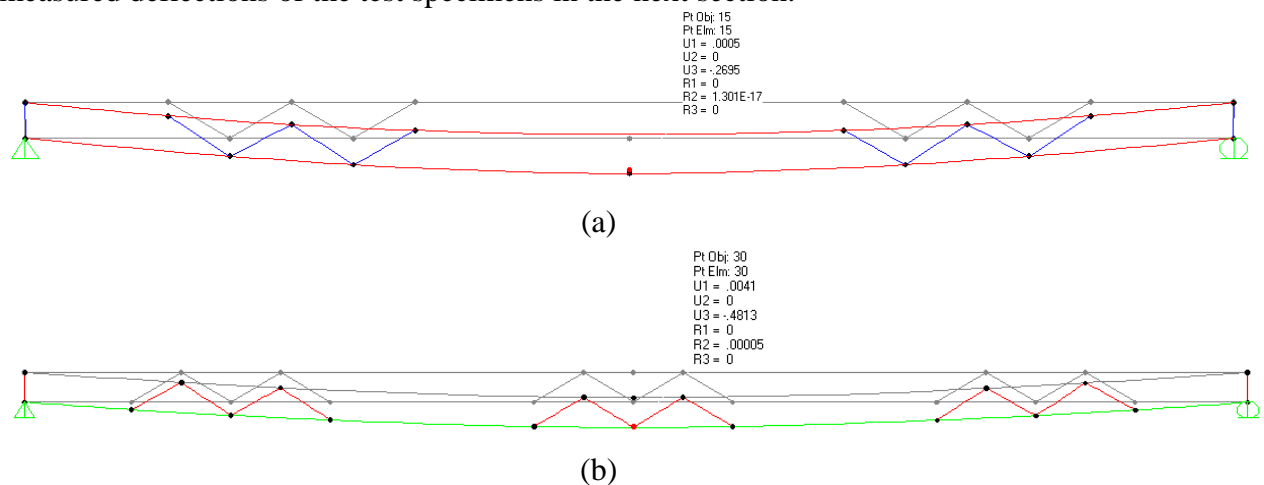 measured deflections of the test specimens in the next section.
Pt Obj: 15
Pt Elm: 15
U1 = .0005
U2 = 0
U3 = -.2695
R1 = 0
R2 = 1.301E-17
R3 = 0
(a)
Pt Obj: 30
Pt Elm: 30
U1 = .0041
U2 = 0
U3 = -.4813
R1 = 0
R2 = .00005
R3 = 0
(b)